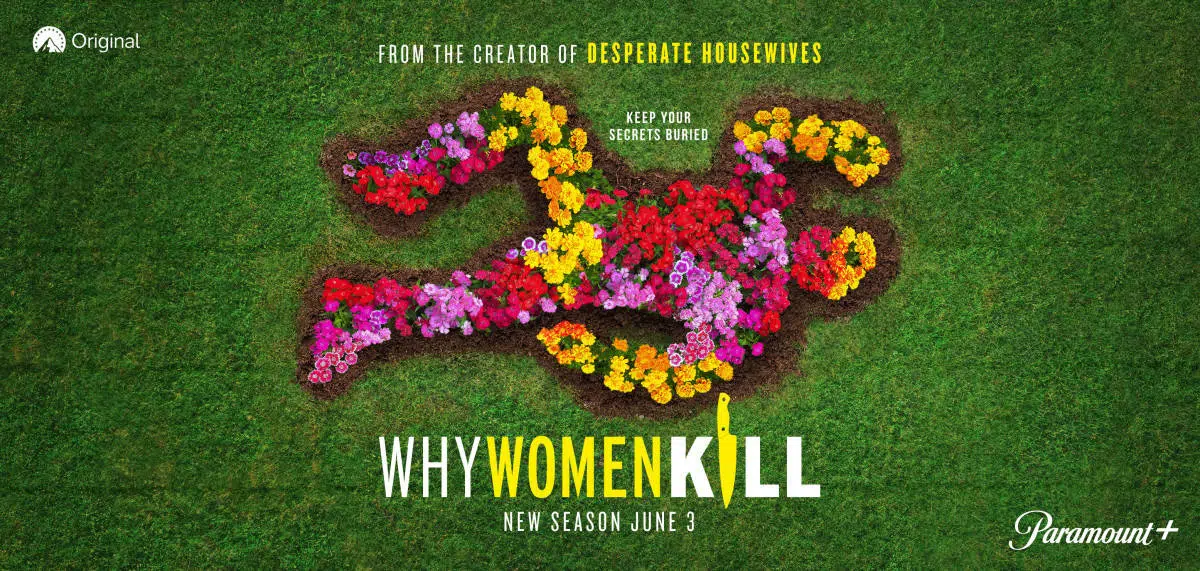 Original
FROM THE CREATOR OF DESPERATE HOUSEWIVES
KEEP YOUR
SECRETS BURIED
WHY WOMEN KILL
NEW SEASON JUNE 3
Paramount+